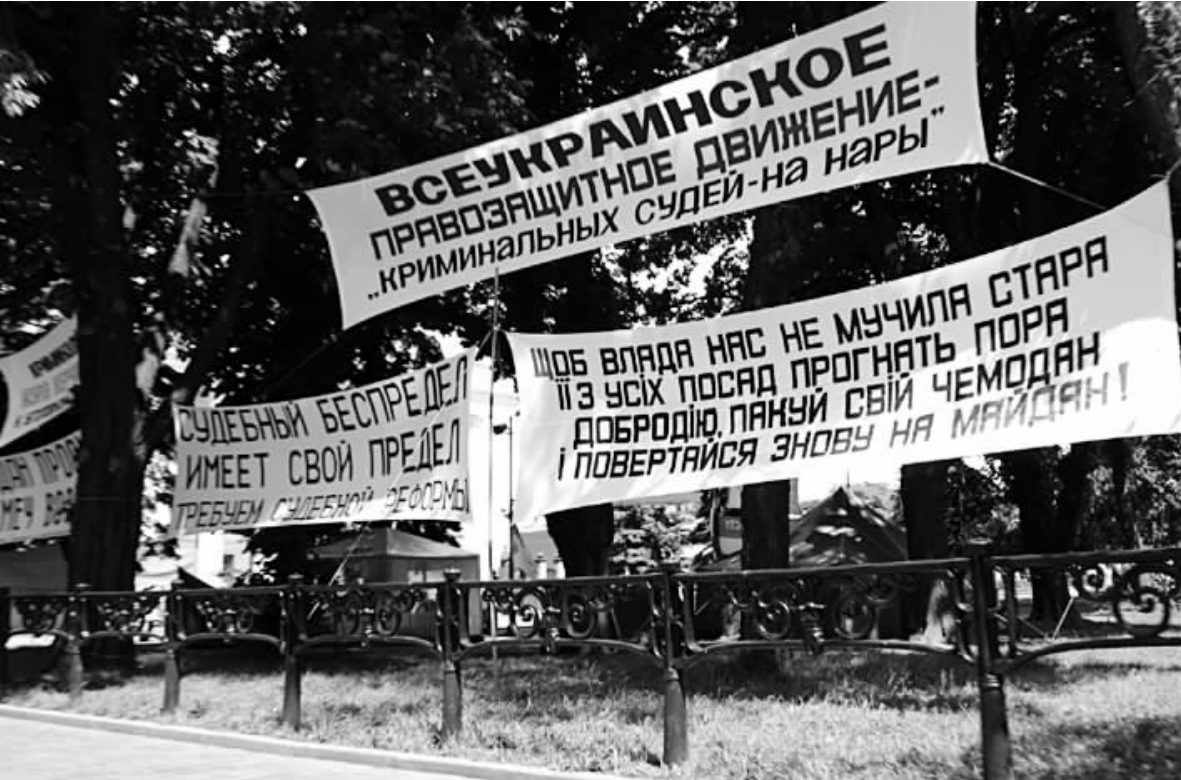 ВСЕУКРАИНСКОЕ
ПРАВОЗАЩИТНОЕ ДВИЖЕНИЕ-
„КРИМИНАЛЬНЫХ СУДЕЙ-НА НАРЫ"
ЩОБ ВЛАДА НАС НЕ МУЧИЛА СТАРА
ЇЇ З УСІХ ПОСАД ПРОГНАТЬ ПОРА
ДОБРОДІЮ, ПАКУЙ СВІЙ ЧЕМОДАН
І ПОВЕРТАЙСЯ ЗНОВУ НА МАЙДАН!
СУДЕБНЫЙ БЕСПРЕДЕЛ
ИМЕЕТ СВОЙ ПРЕДЕЛ
ТРЕБУЕМ СУДЕБНОЙ РЕФОРМЫ